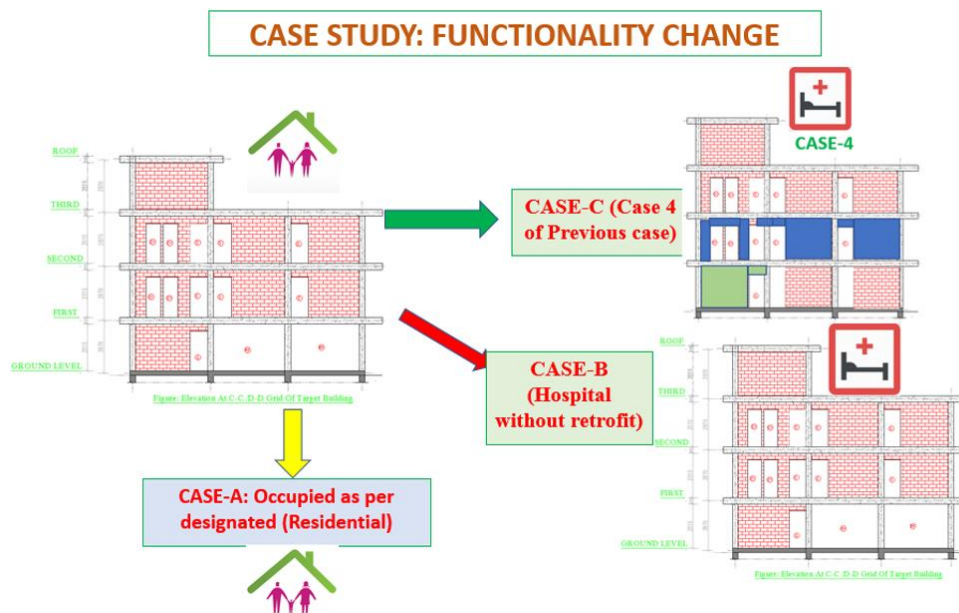 CASE STUDY: FUNCTIONALITY CHANGE
CASE-4
ROOF
THIRD
SECOND
FIRST
GROUND LEVEL
Figure: Elevation At C-C, D-D Grid Of Target Building
CASE-C (Case 4
of Previous case)
CASE-B
(Hospital
without retrofit)
CASE-A: Occupied as per
designated (Residential)
ROOF
THIRD
SECOND
FIRST
GROUND LEVEL
Figure: Elevation At C-C, D-D Grid Of Target Building